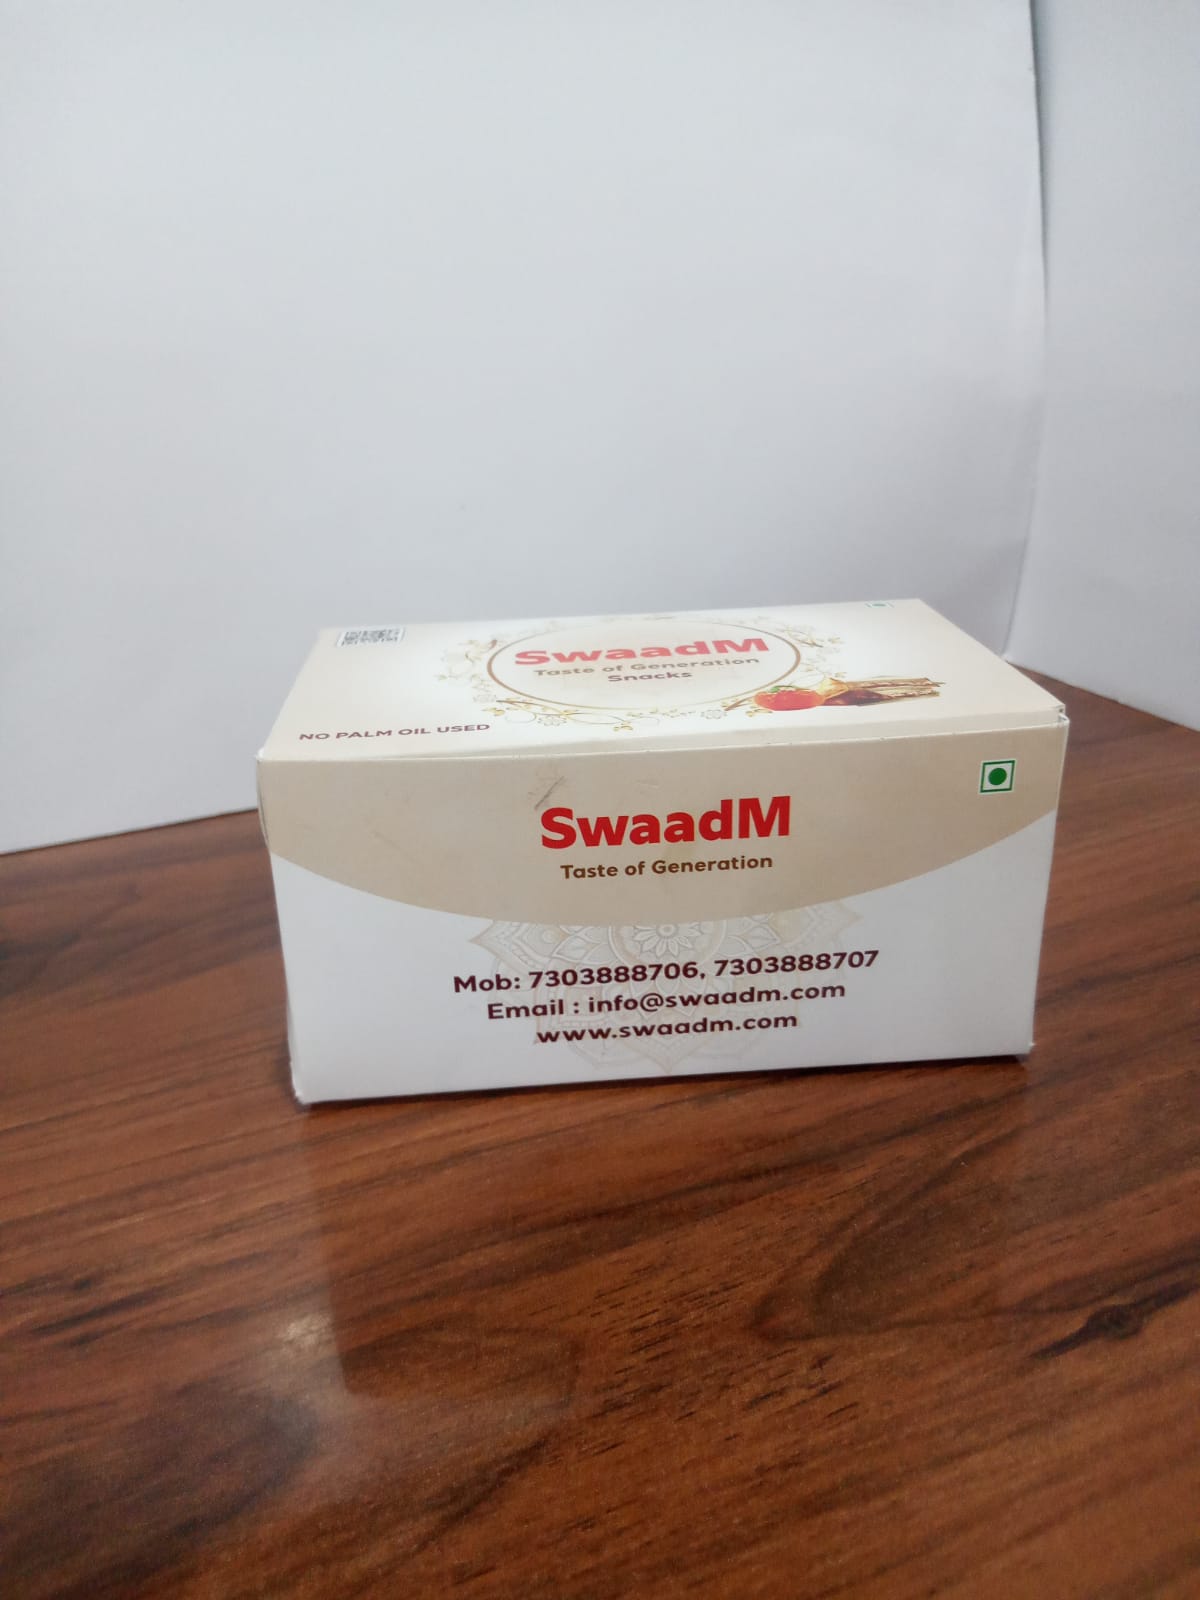 SwaadM
Taste of Generation
Snacks
NO PALM OIL USED
SwaadM
Taste of Generation
Mob: 7303888706, 7303888707
Email : info@swaadm.com
www.swaadm.com